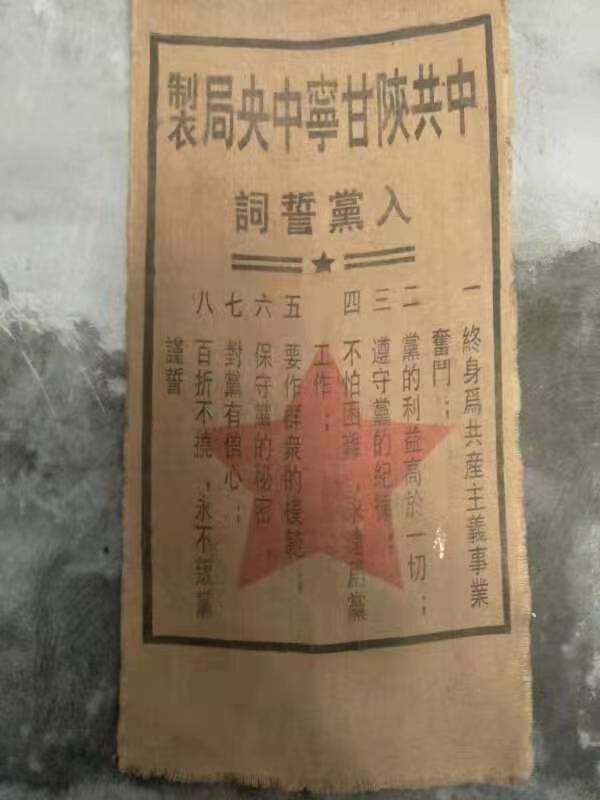 中共陜甘寧中央局製
入黨誓詞
一 終身爲共産主義事業
奮鬥；
二 黨的利益高於一切；
三 遵守黨的紀律；
四 不怕困難，永遠爲黨
工作；
五 要作群衆的模範；
六 保守黨的秘密
七 對黨有信心；
八 百折不撓，永不叛黨
謹誓